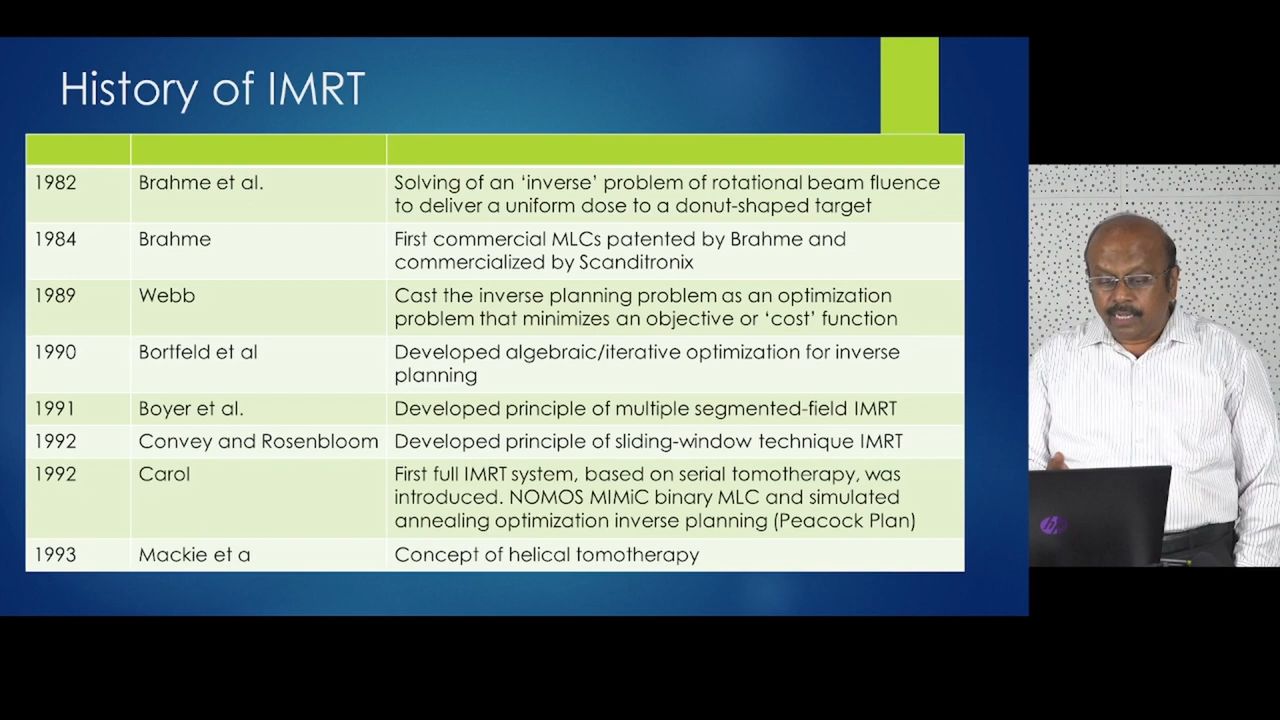 History of IMRT
1982 Brahme et al. Solving of an ‘inverse’ problem of rotational beam fluence
to deliver a uniform dose to a donut-shaped target
1984 Brahme First commercial MLCs patented by Brahme and
commercialized by Scanditronix
1989 Webb Cast the inverse planning problem as an optimization
problem that minimizes an objective or ‘cost’ function
1990 Bortfeld et al Developed algebraic/iterative optimization for inverse
planning
1991 Boyer et al. Developed principle of multiple segmented-field IMRT
1992 Convey and Rosenbloom Developed principle of sliding-window technique IMRT
1992 Carol First full IMRT system, based on serial tomotherapy, was
introduced. NOMOS MIMiC binary MLC and simulated
annealing optimization inverse planning (Peacock Plan)
1993 Mackie et a Concept of helical tomotherapy
hp